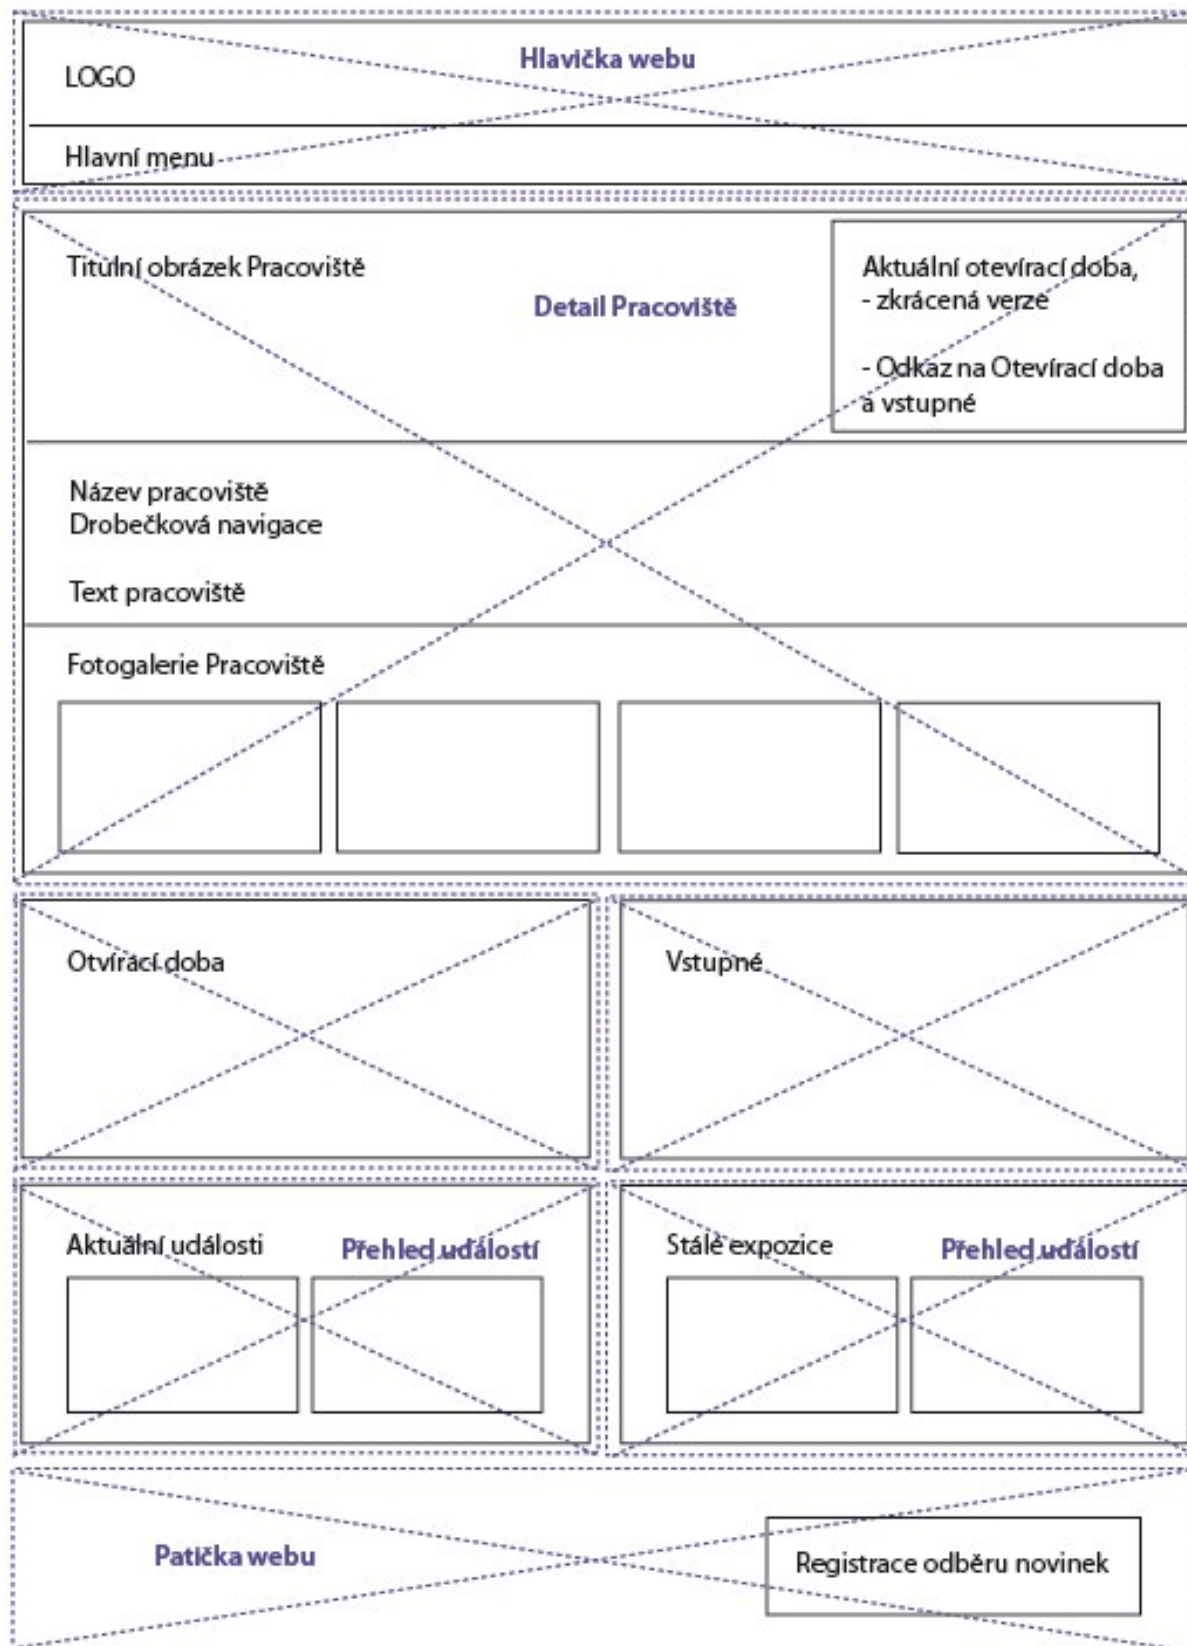 Hlavička webu
LOGO
Hlavní menu
Titulní obrázek Pracoviště
Aktuální otevírací doba,
- zkrácená verze
Detail Pracoviště
- Odkaz na Otevírací doba
a vstupné
Název pracoviště
Drobečková navigace
Text pracoviště
Fotogalerie Pracoviště
Otvírací doba
Vstupné
Aktuální události
Přehled událostí
Stálé expozice
Přehled událostí
Patička webu
Registrace odběru novinek